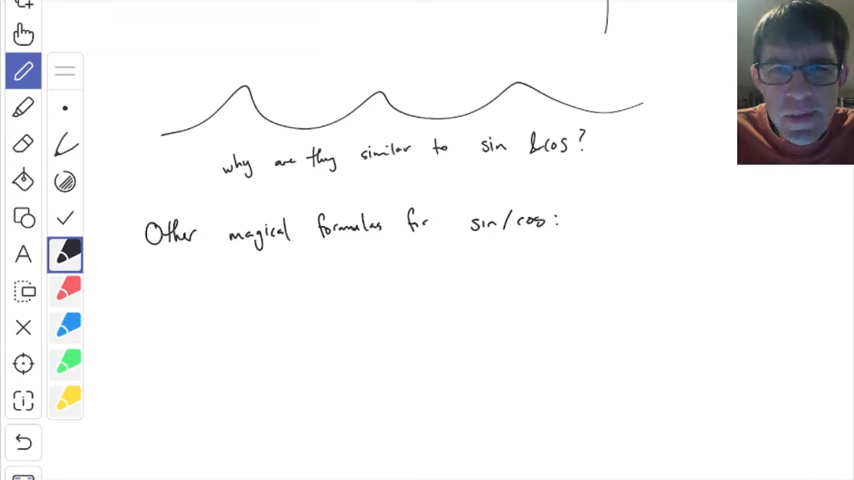 why are they similar to sin & cos?
Other magical formulas for sin/cos: